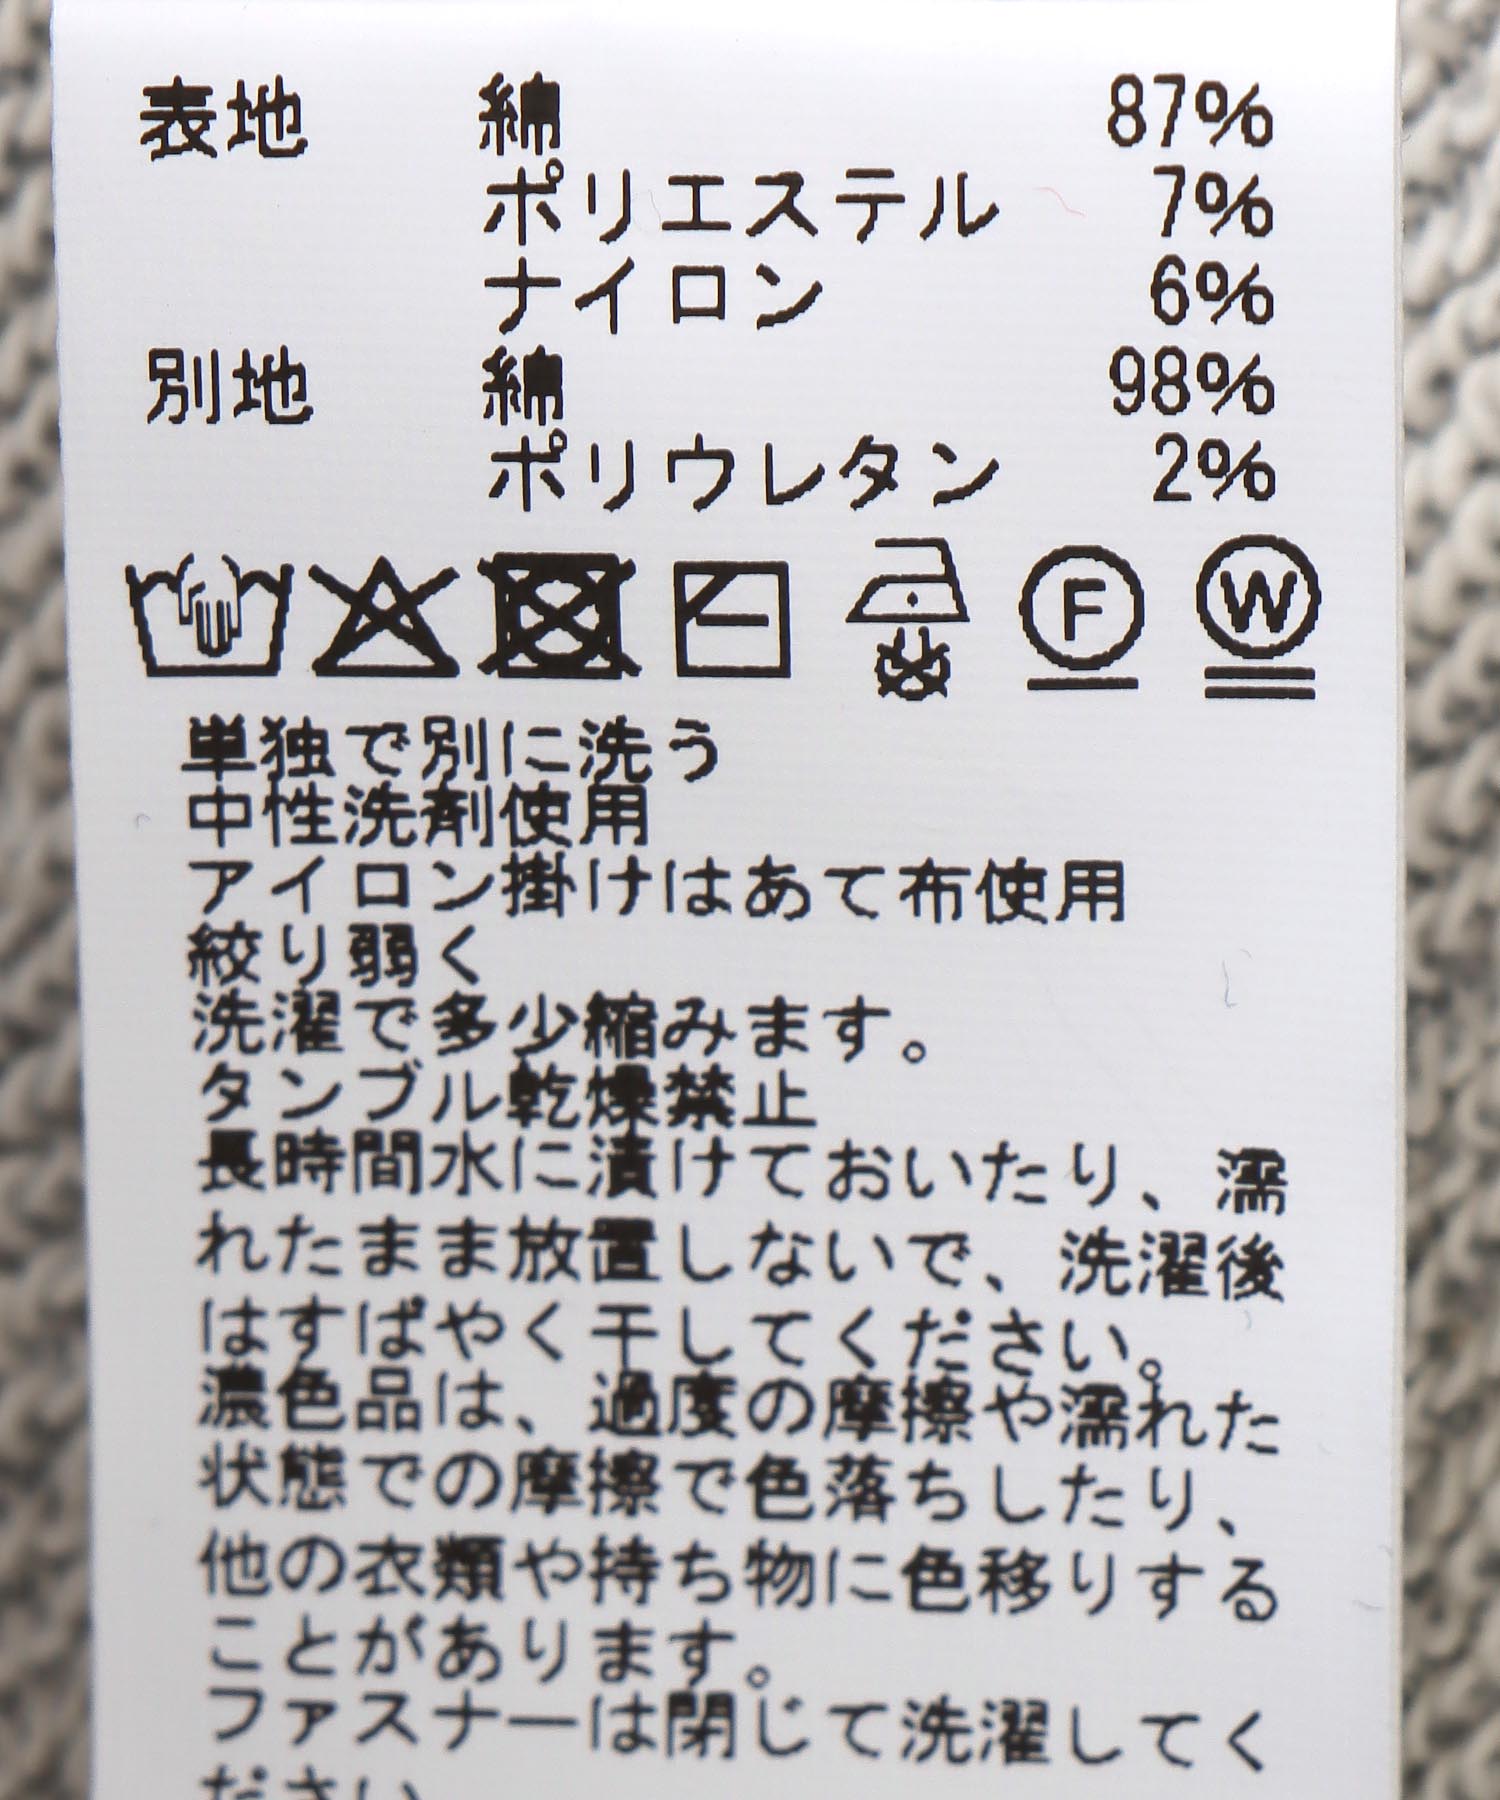 表地 綿 87%
ポリエステル 7%
ナイロン 6%
別地 綿 98%
ポリウレタン 2%
F W
単独で別に洗う
中性洗剤使用
アイロン掛けはあて布使用
絞り弱く
洗濯で多少縮みます。
タンブル乾燥禁止
長時間水に漬けておいたり、濡
れたまま放置しないで、洗濯後
はすばやく干してください。
濃色品は、過度の摩擦や濡れた
状態での摩擦で色落ちしたり、
他の衣類や持ち物に色移りする
ことがあります。
ファスナーは閉じて洗濯してく
ださい